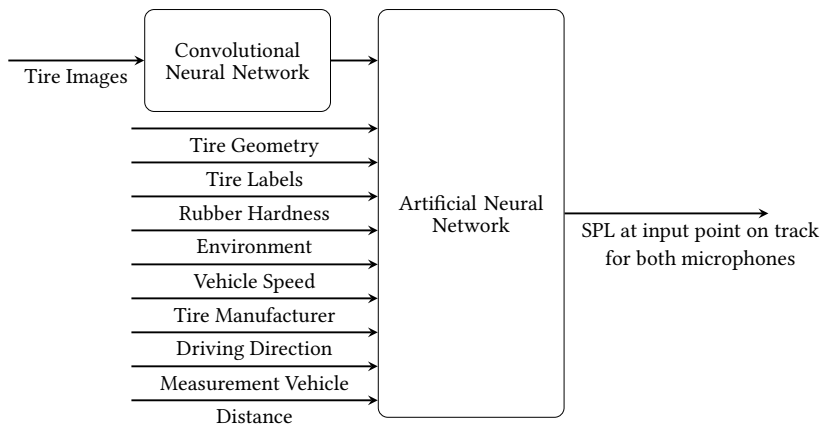 Convolutional
Neural Network
Tire Images
Tire Geometry
Tire Labels
Rubber Hardness
Environment
Vehicle Speed
Tire Manufacturer
Driving Direction
Measurement Vehicle
Distance
Artificial Neural
Network
SPL at input point on track
for both microphones